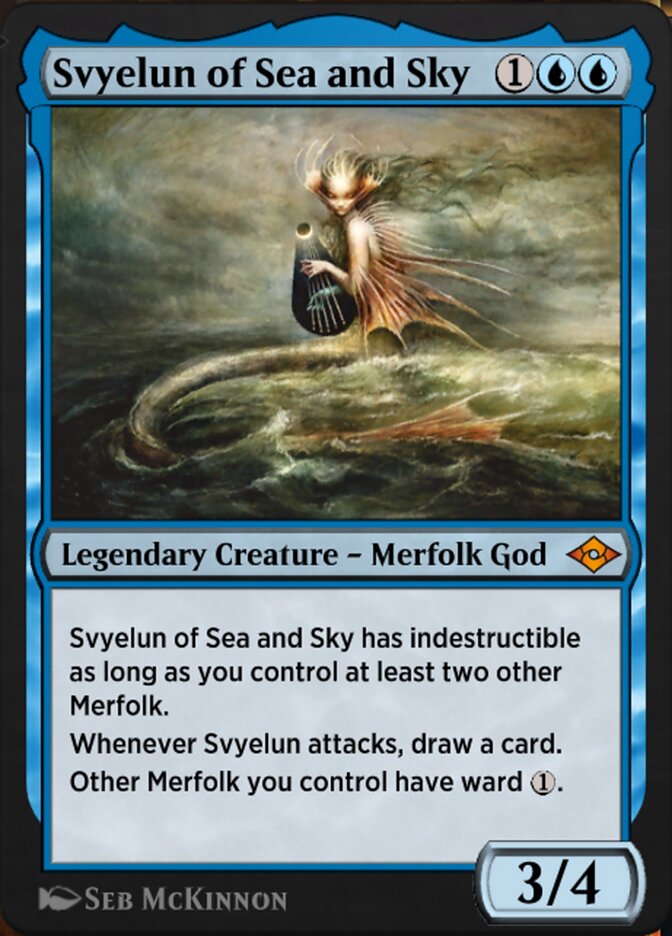 Svyelun of Sea and Sky 1
Legendary Creature – Merfolk God
Svyelun of Sea and Sky has indestructible
as long as you control at least two other
Merfolk.
Whenever Svyelun attacks, draw a card.
Other Merfolk you control have ward 1.
3/4
Seb McKinnon